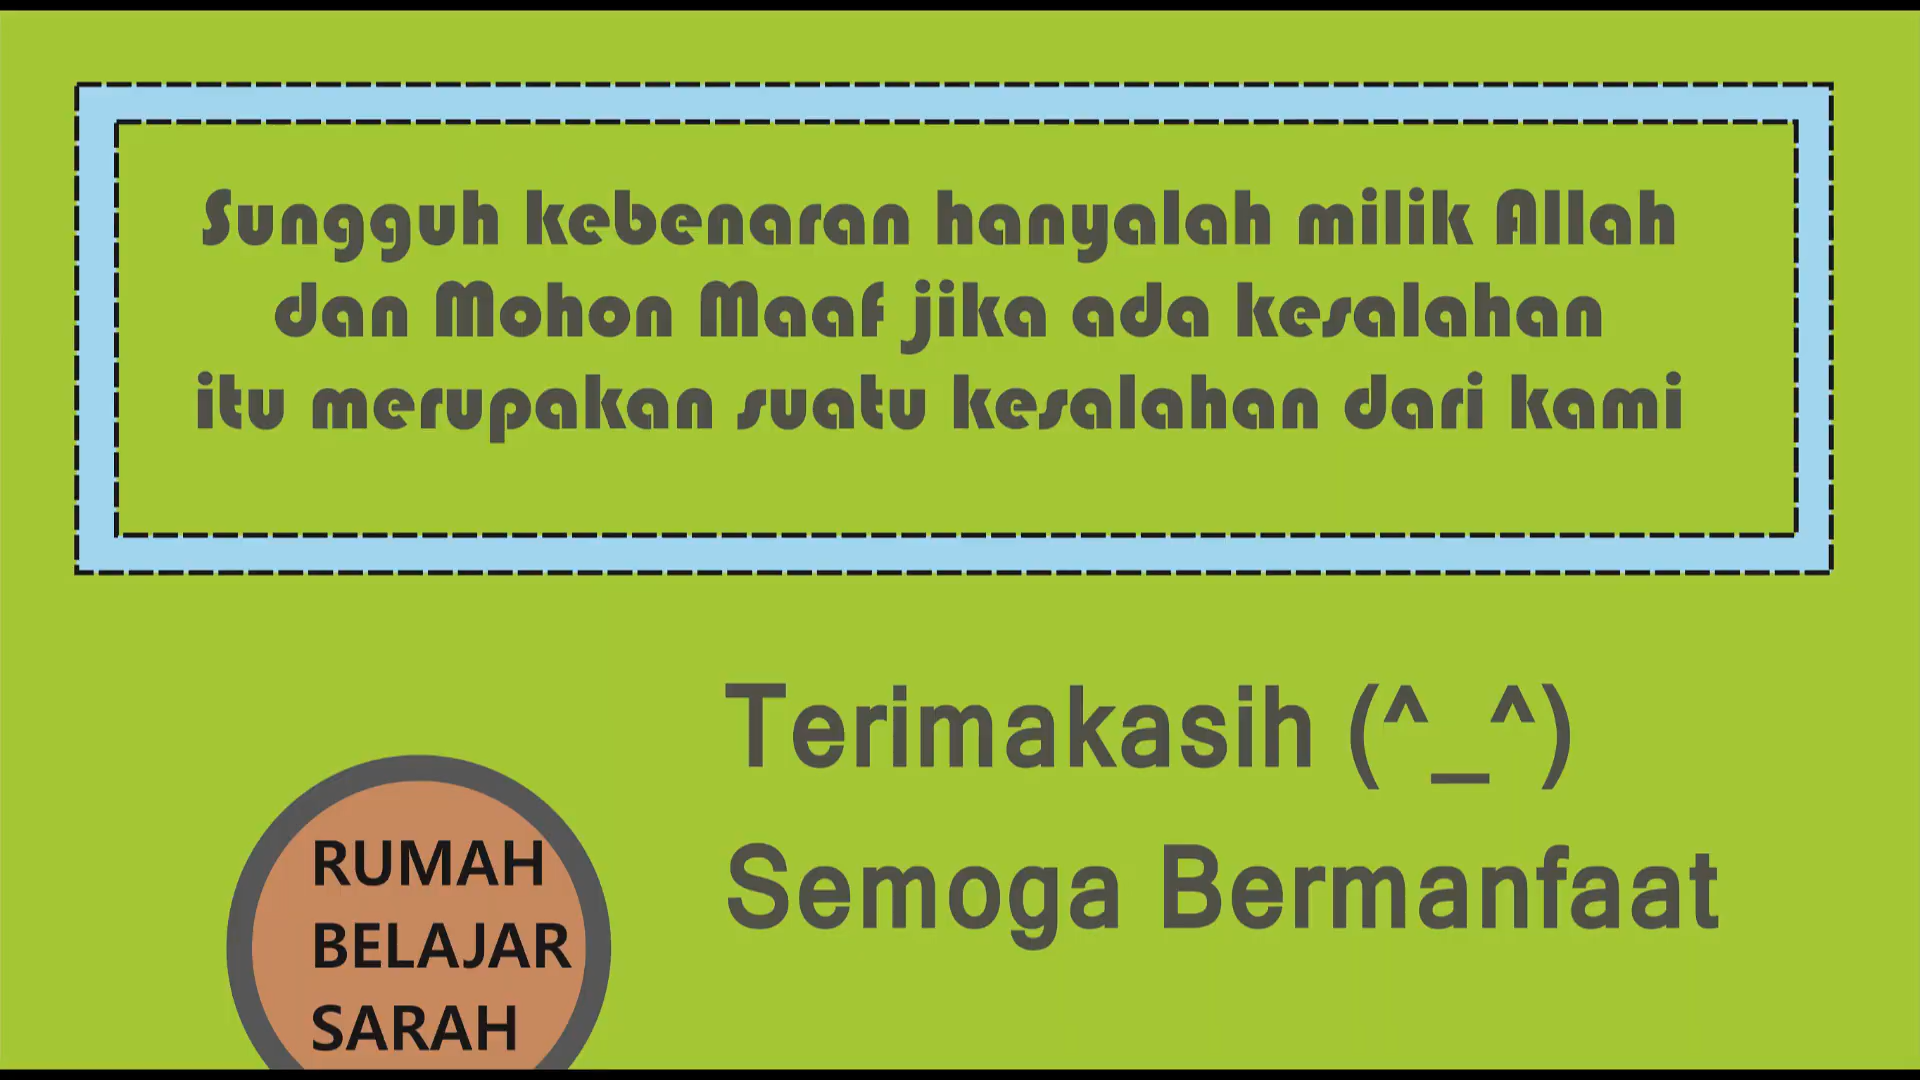 Sungguh kebenaran hanyalah milik Allah
dan Mohon Maaf jika ada kesalahan
itu merupakan suatu kesalahan dari kami
Terimakasih (^_^)
Semoga Bermanfaat
RUMAH
BELAJAR
SARAH